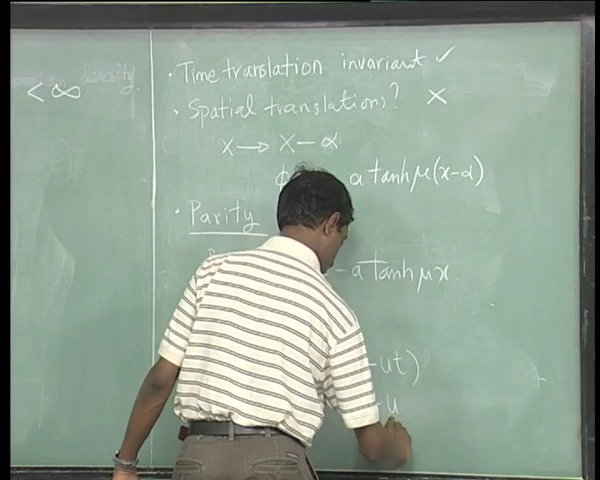 < ∞
· Time translation invariant ✓
· Spatial translations? ×
x → x - α
ϕ a tanh μ(x-α)
· Parity
- a tanh μx.
-ut)
-u